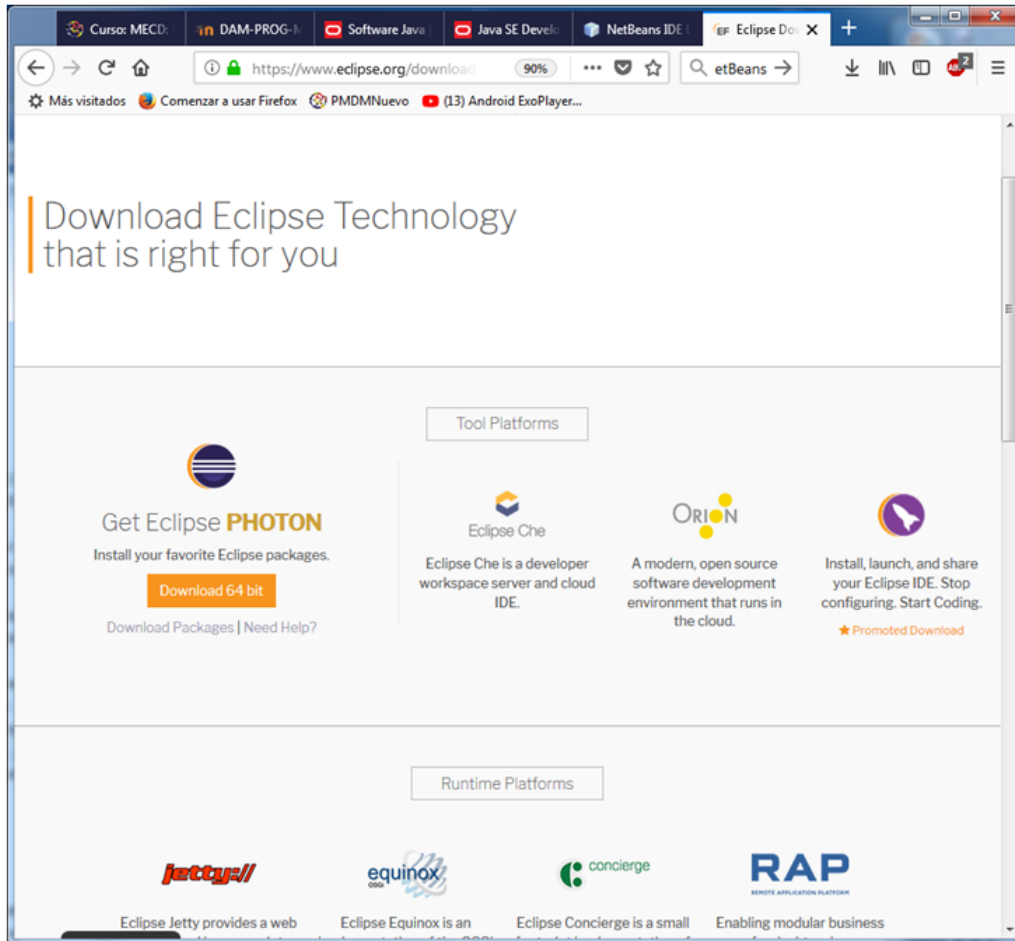 Curso: MECD:
DAM-PROG-M
Software Java
Java SE Develo
NetBeans IDE
Eclipse Do
https://www.eclipse.org/download
90%
etBeans
2
Más visitados
Comenzar a usar Firefox
PMDMNuevo
(13) Android ExoPlayer...
Download Eclipse Technology
that is right for you
Tool Platforms
Get Eclipse PHOTON
Install your favorite Eclipse packages.
Download 64 bit
Download Packages | Need Help?
Eclipse Che
Eclipse Che is a developer
workspace server and cloud
IDE.
ORION
A modern, open source
software development
environment that runs in
the cloud.
Install, launch, and share
your Eclipse IDE. Stop
configuring. Start Coding.
Promoted Download
Runtime Platforms
jetty://
equinox
OSGi
concierge
RAP
REMOTE APPLICATION PLATFORM
Eclipse Jetty provides a web
Eclipse Equinox is an
Eclipse Concierge is a small
Enabling modular business